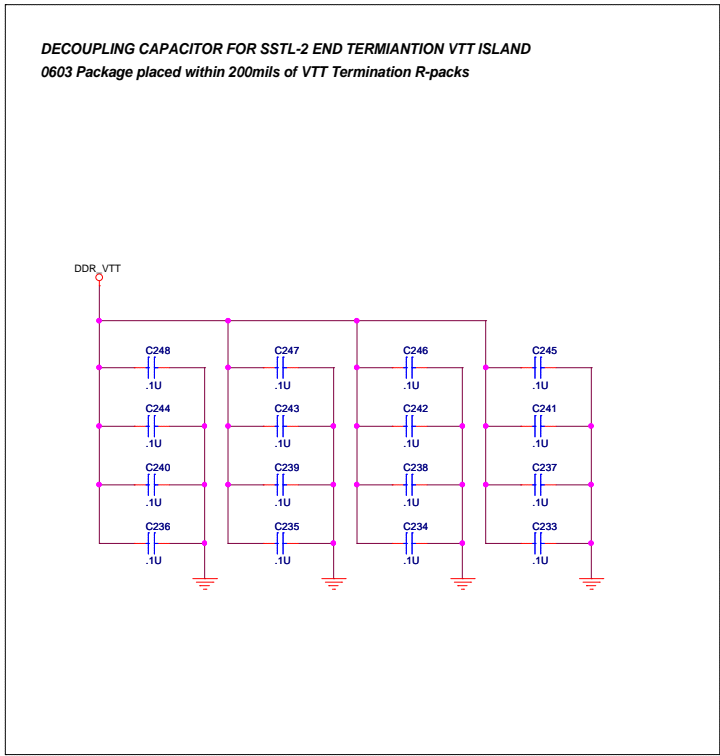 DECOUPLING CAPACITOR FOR SSTL-2 END TERMIANTION VTT ISLAND
0603 Package placed within 200mils of VTT Termination R-packs
DDR_VTT
C248 C247 C246 C245
.1U .1U .1U .1U
C244 C243 C242 C241
.1U .1U .1U .1U
C240 C239 C238 C237
.1U .1U .1U .1U
C236 C235 C234 C233
.1U .1U .1U .1U